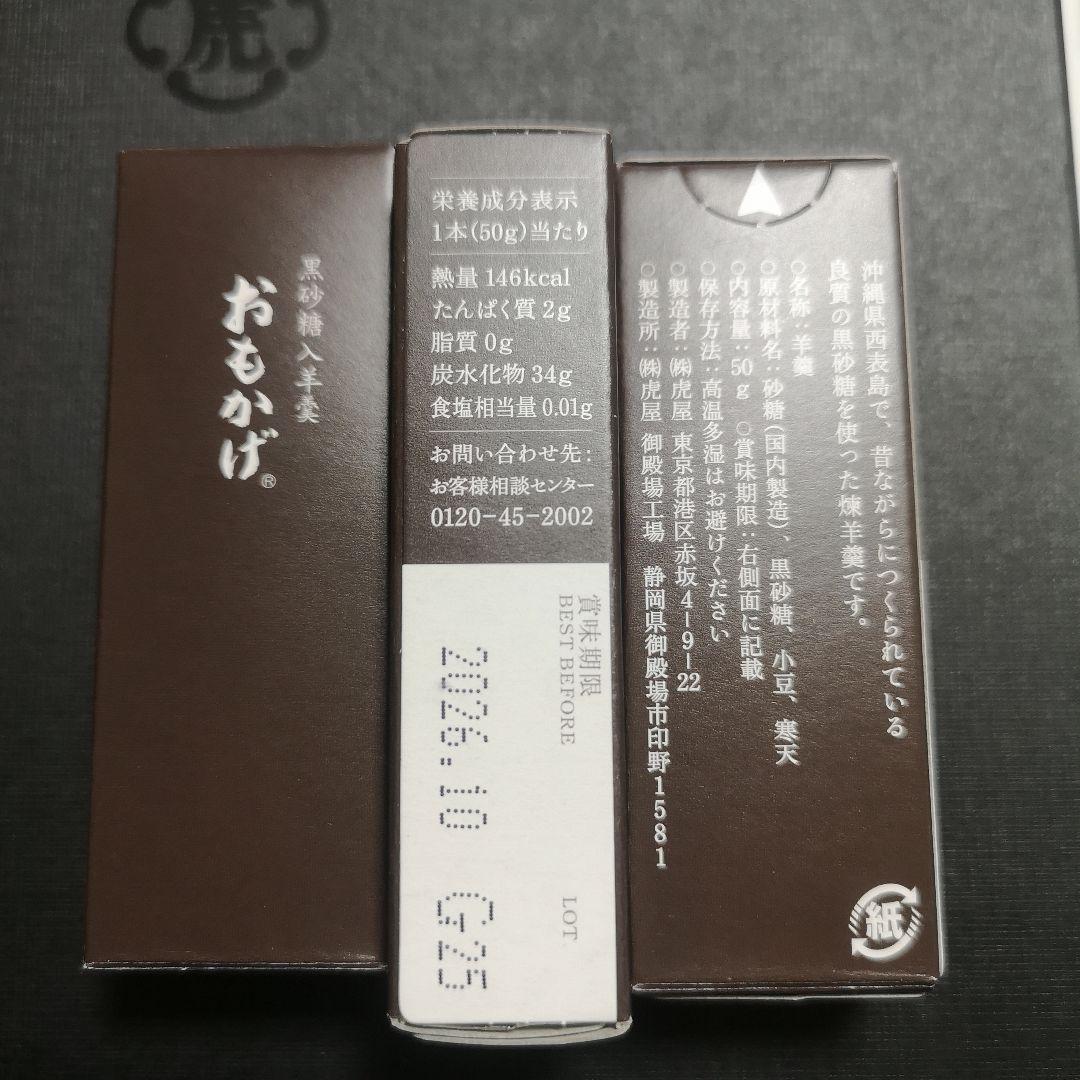 虎
黒砂糖入羊羹
おもかげ®
栄養成分表示
1本(50g)当たり
熱量 146kcal
たんぱく質 2g
脂質 0g
炭水化物 34g
食塩相当量 0.01g
お問い合わせ先:
お客様相談センター
0120-45-2002
賞味期限
BEST BEFORE
2026.10
LOT
G25
沖縄県西表島で、昔ながらにつくられている
良質の黒砂糖を使った煉羊羹です。
○名称:羊羹
○原材料名:砂糖(国内製造)、黒砂糖、小豆、寒天
○内容量:50g ○賞味期限:右側面に記載
○保存方法:高温多湿はお避けください
○製造者:㈱虎屋 東京都港区赤坂4-9-22
○製造所:㈱虎屋 御殿場工場 静岡県御殿場市印野1581
紙